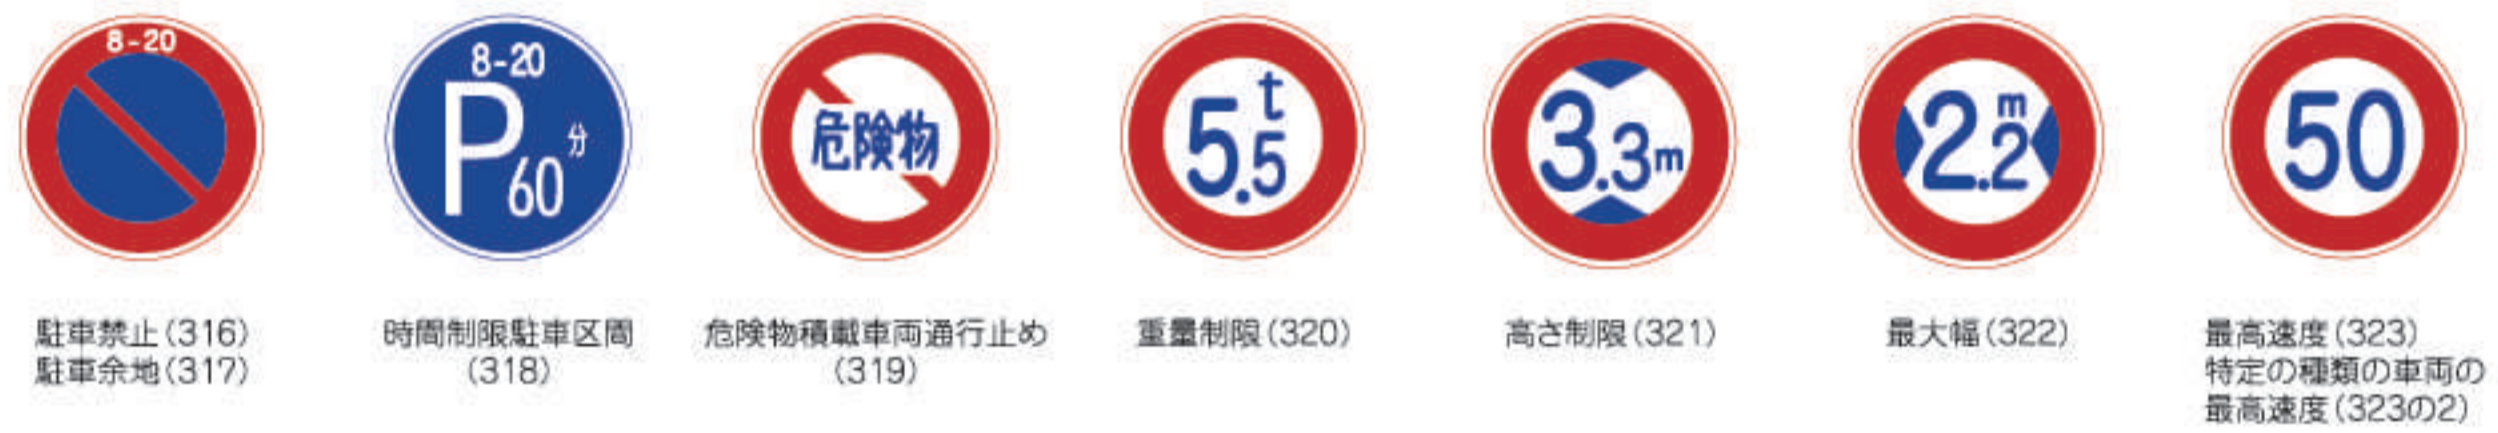 8-20
8-20
P
60分
危険物
5.5t
3.3m
2.2m
50
駐車禁止(316)
駐車余地(317)
時間制限駐車区間
(318)
危険物積載車両通行止め
(319)
重量制限(320)
高さ制限(321)
最大幅(322)
最高速度(323)
特定の種類の車両の
最高速度(323の2)